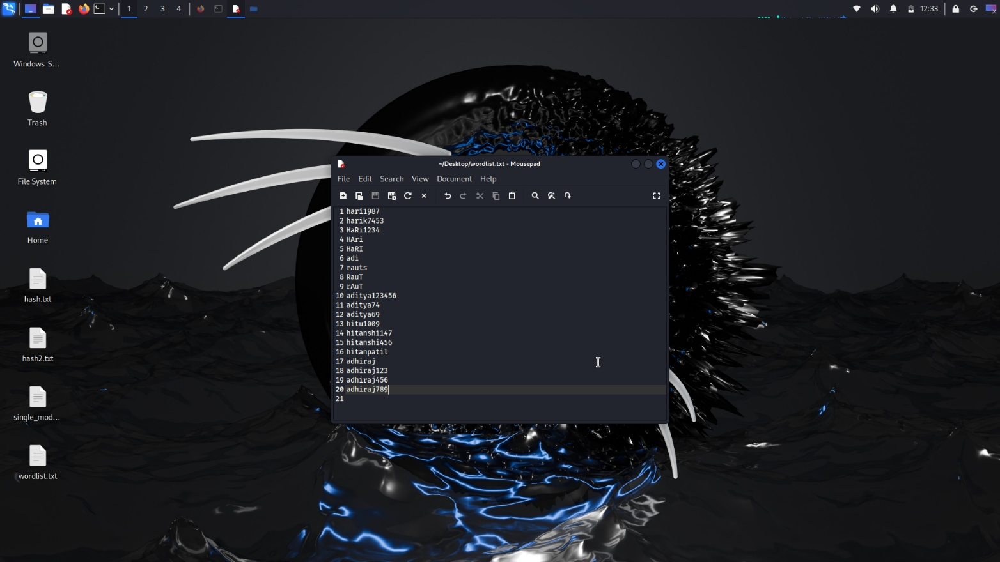 1 2 3 4
12:33
Windows-S...
Trash
File System
Home
hash.txt
hash2.txt
single_mod...
wordlist.txt
~/Desktop/wordlist.txt - Mousepad
File Edit Search View Document Help
1 hari1987
2 harik7453
3 HaRi1234
4 HAri
5 HaRI
6 adi
7 rauts
8 RauT
9 rAuT
10 aditya123456
11 aditya74
12 aditya69
13 hitu1009
14 hitanshi147
15 hitanshi456
16 hitanpatil
17 adhiraj
18 adhiraj123
19 adhiraj456
20 adhiraj789
21